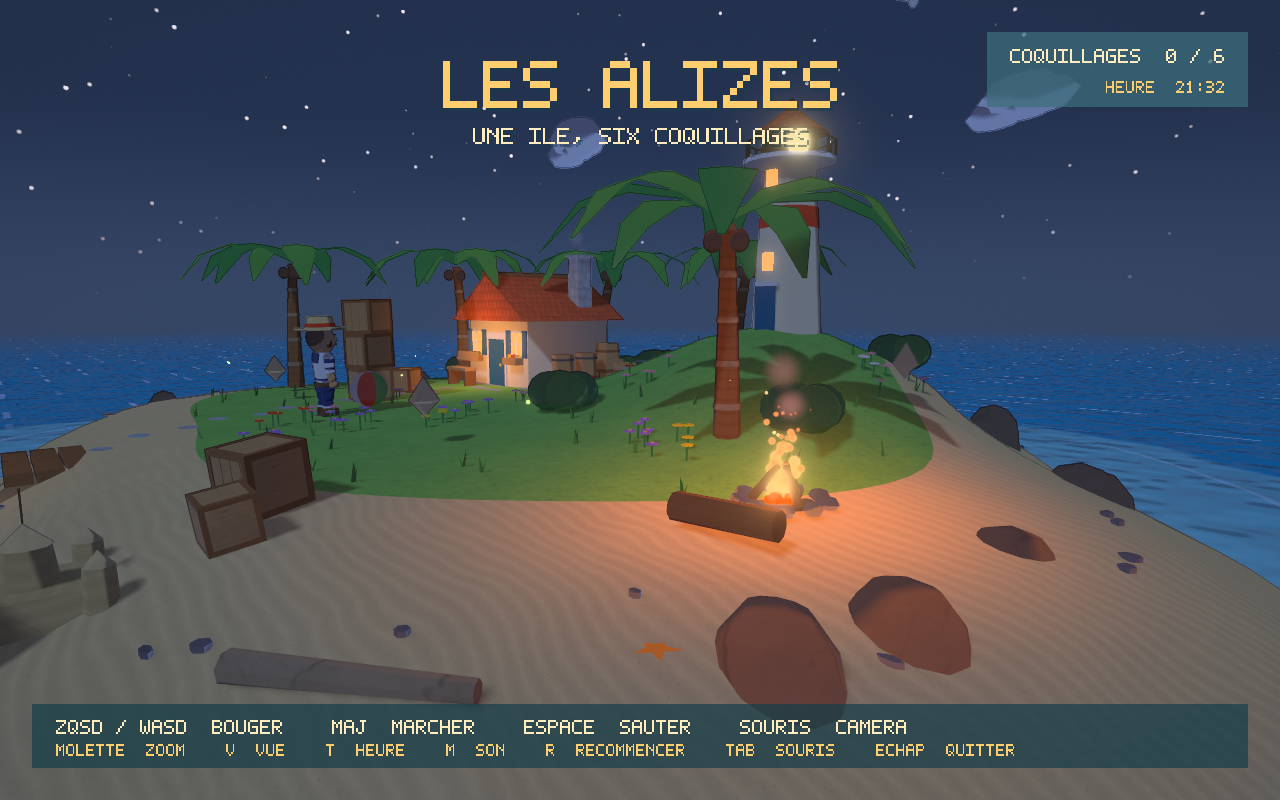 LES ALIZES
UNE ILE, SIX COQUILLAGES
COQUILLAGES 0 / 6
HEURE 21:32
ZQSD / WASD BOUGER MAJ MARCHER ESPACE SAUTER SOURIS CAMERA
MOLETTE ZOOM V VUE T HEURE M SON R RECOMMENCER TAB SOURIS ECHAP QUITTER